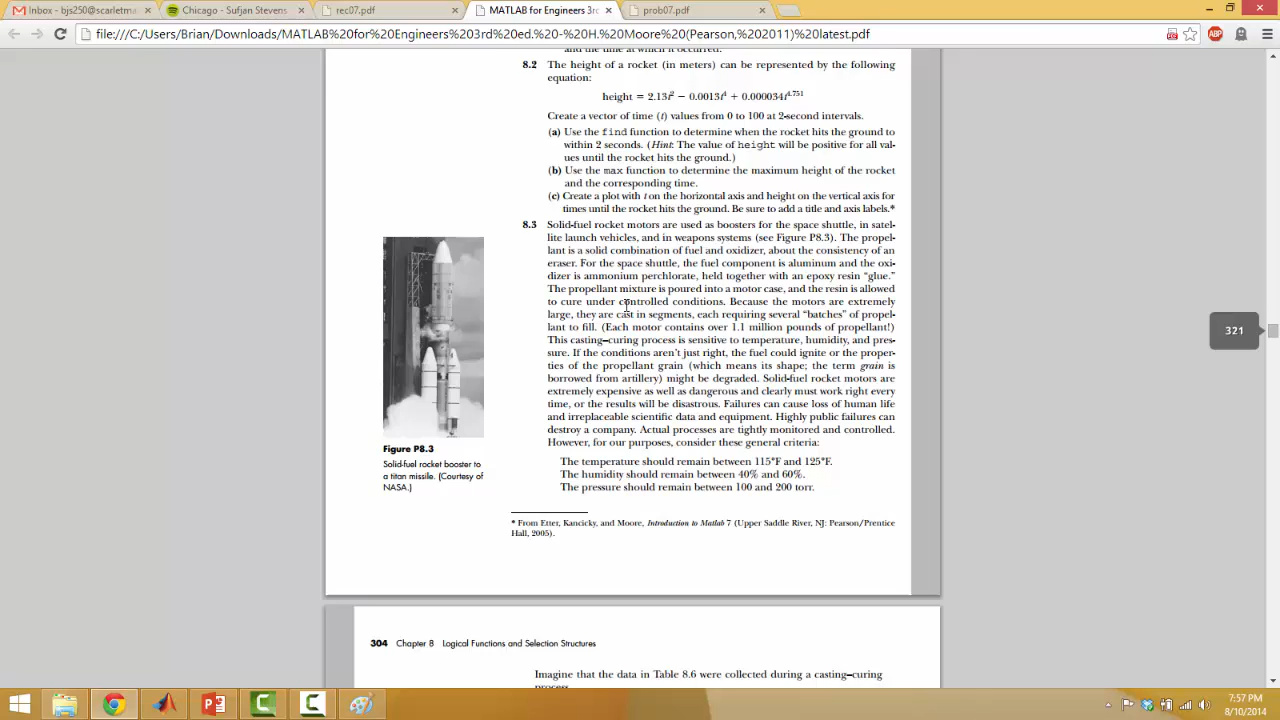 Inbox - bjs250@scarletma
Chicago - Sufjan Stevens
rec07.pdf
MATLAB for Engineers 3rd
prob07.pdf
file:///C:/Users/Brian/Downloads/MATLAB%20for%20Engineers%203rd%20ed.%20-%20H.%20Moore%20(Pearson,%202011)%20latest.pdf
and the time at which it occurred.
8.2 The height of a rocket (in meters) can be represented by the following
equation:
height = 2.13t² − 0.0013t⁴ + 0.000034t⁴·⁷⁵¹
Create a vector of time (t) values from 0 to 100 at 2-second intervals.
(a) Use the find function to determine when the rocket hits the ground to
within 2 seconds. (Hint: The value of height will be positive for all val-
ues until the rocket hits the ground.)
(b) Use the max function to determine the maximum height of the rocket
and the corresponding time.
(c) Create a plot with t on the horizontal axis and height on the vertical axis for
times until the rocket hits the ground. Be sure to add a title and axis labels.*
8.3 Solid-fuel rocket motors are used as boosters for the space shuttle, in satel-
lite launch vehicles, and in weapons systems (see Figure P8.3). The propel-
lant is a solid combination of fuel and oxidizer, about the consistency of an
eraser. For the space shuttle, the fuel component is aluminum and the oxi-
dizer is ammonium perchlorate, held together with an epoxy resin “glue.”
The propellant mixture is poured into a motor case, and the resin is allowed
to cure under controlled conditions. Because the motors are extremely
large, they are cast in segments, each requiring several “batches” of propel-
lant to fill. (Each motor contains over 1.1 million pounds of propellant!)
This casting–curing process is sensitive to temperature, humidity, and pres-
sure. If the conditions aren’t just right, the fuel could ignite or the proper-
ties of the propellant grain (which means its shape; the term grain is
borrowed from artillery) might be degraded. Solid-fuel rocket motors are
extremely expensive as well as dangerous and clearly must work right every
time, or the results will be disastrous. Failures can cause loss of human life
and irreplaceable scientific data and equipment. Highly public failures can
destroy a company. Actual processes are tightly monitored and controlled.
However, for our purposes, consider these general criteria:
The temperature should remain between 115°F and 125°F.
The humidity should remain between 40% and 60%.
The pressure should remain between 100 and 200 torr.
Figure P8.3
Solid-fuel rocket booster to
a titan missile. (Courtesy of
NASA.)
* From Etter, Kuncicky, and Moore, Introduction to Matlab 7 (Upper Saddle River, NJ: Pearson/Prentice
Hall, 2005).
321
304 Chapter 8 Logical Functions and Selection Structures
Imagine that the data in Table 8.6 were collected during a casting–curing
process.
7:57 PM
8/10/2014